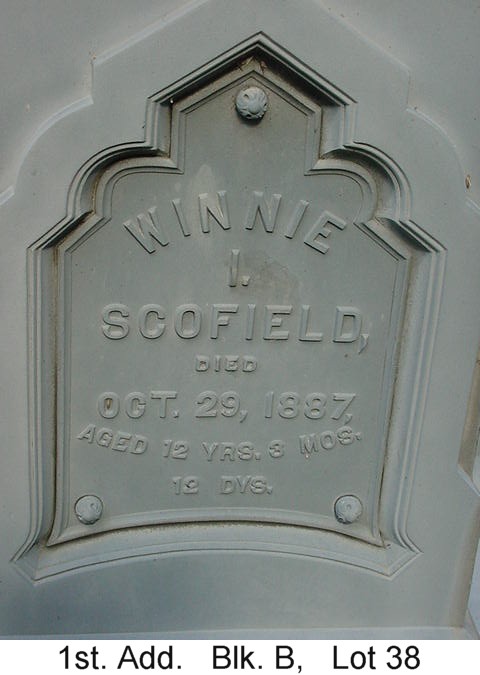 WINNIE
I.
SCOFIELD,
DIED
OCT. 29, 1887,
AGED 12 YRS. 3 MOS.
12 DYS.
1st. Add. Blk. B, Lot 38